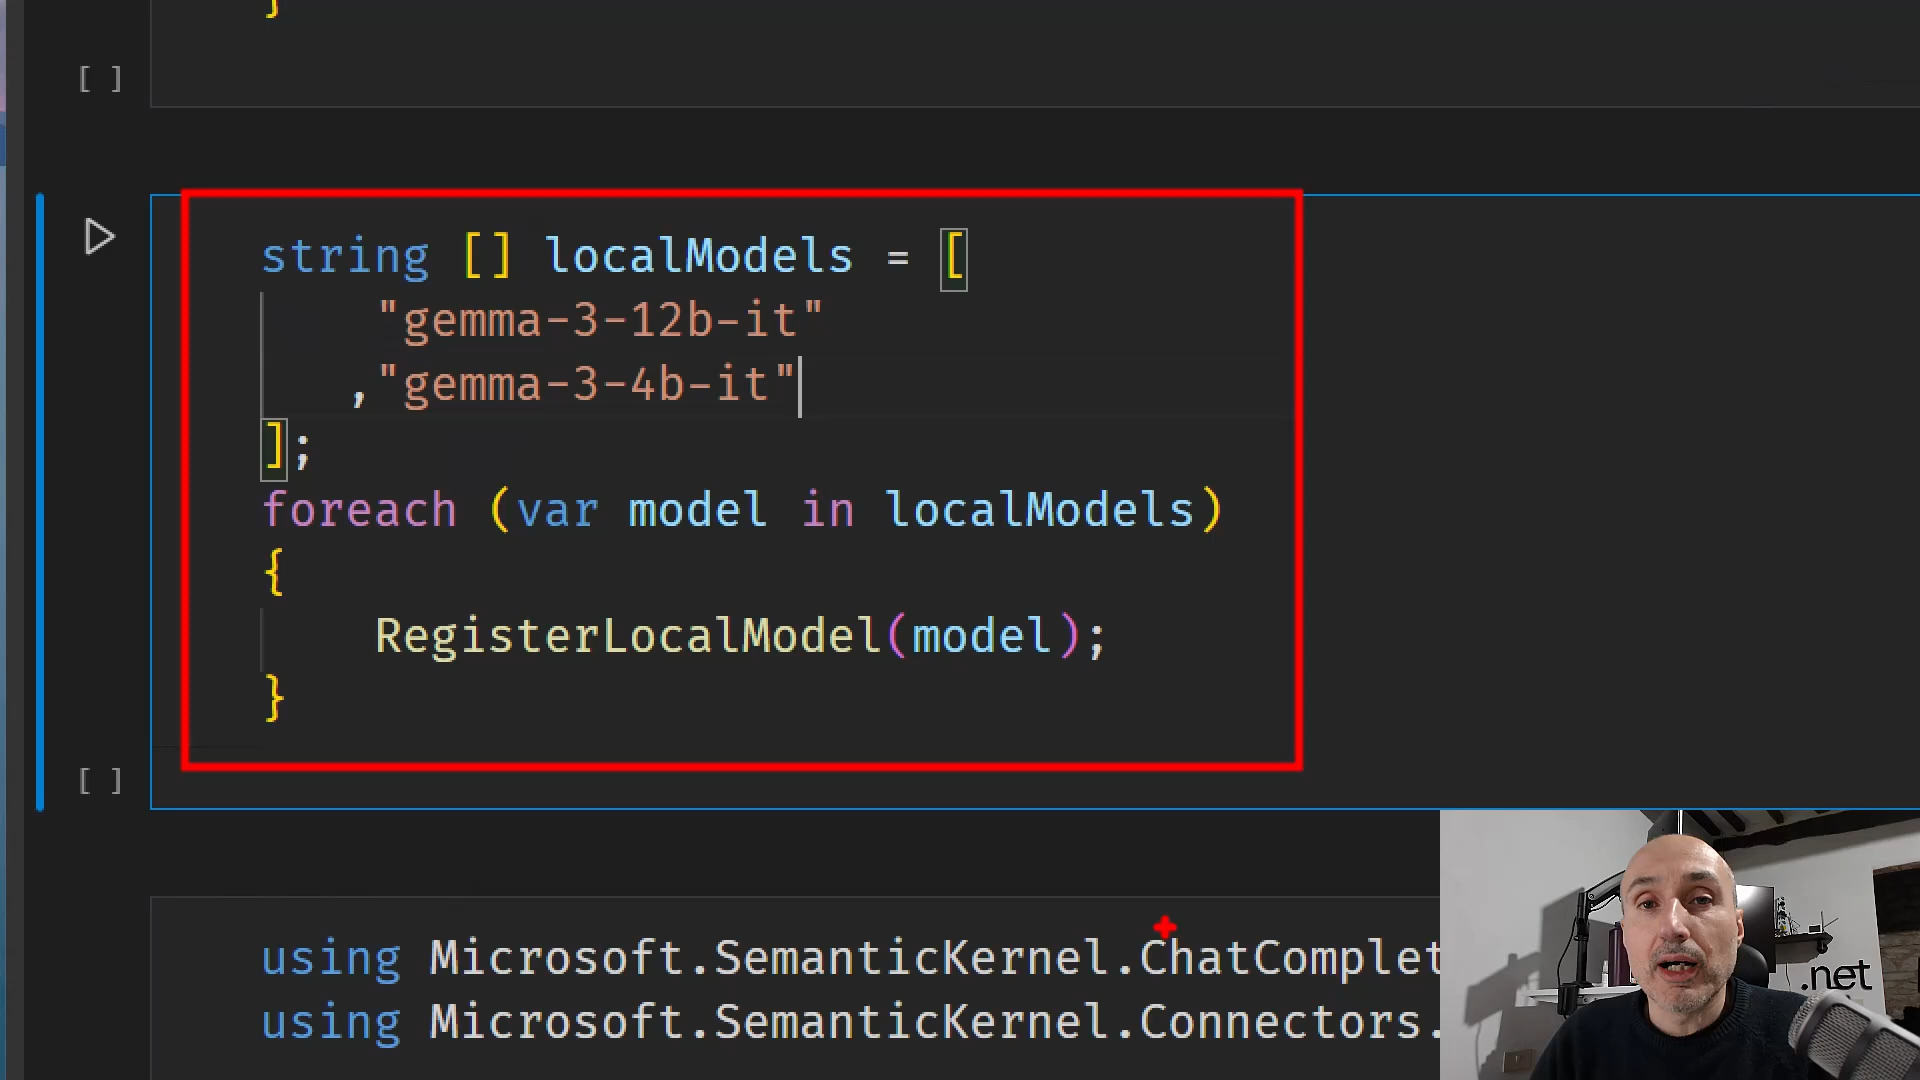 }
[ ]
string [] localModels = [
"gemma-3-12b-it"
,"gemma-3-4b-it"
];
foreach (var model in localModels)
{
RegisterLocalModel(model);
}
[ ]
using Microsoft.SemanticKernel.ChatComplet
using Microsoft.SemanticKernel.Connectors.
.net